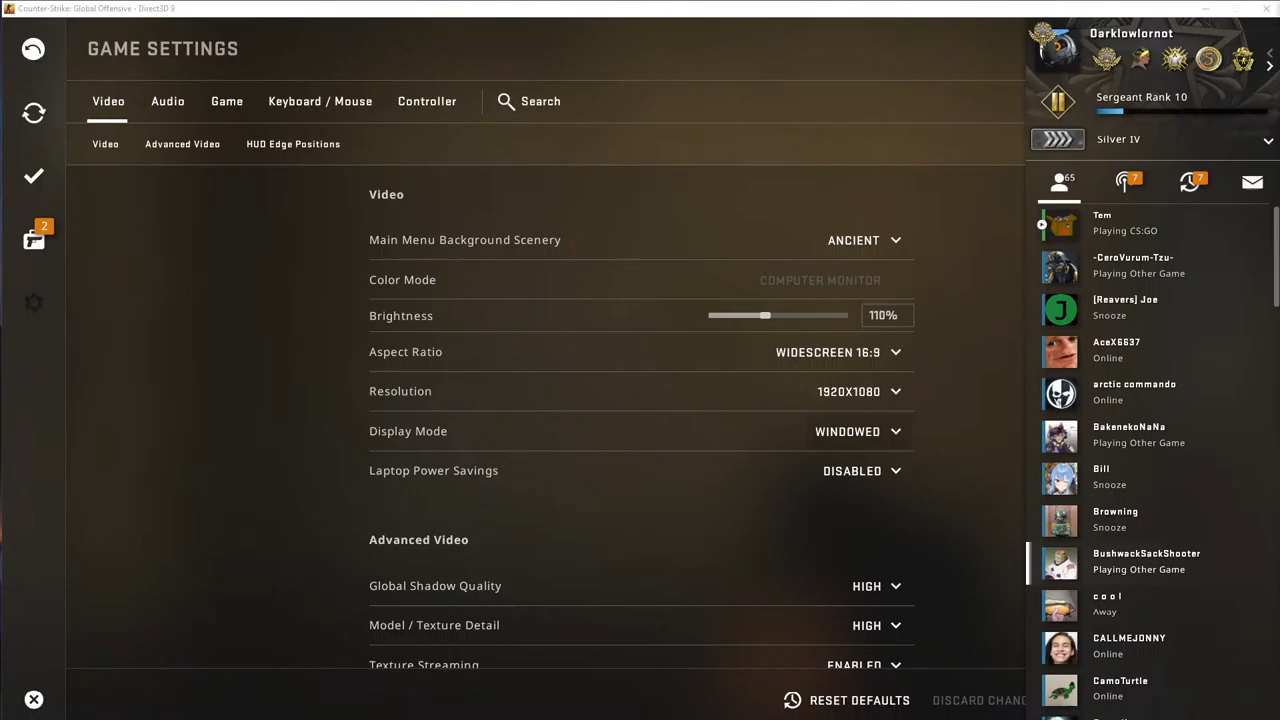 Counter-Strike: Global Offensive - Direct3D 9
GAME SETTINGS
Video
Audio
Game
Keyboard / Mouse
Controller
Search
Video
Advanced Video
HUD Edge Positions
Video
Main Menu Background Scenery
ANCIENT
Color Mode
COMPUTER MONITOR
Brightness
110%
Aspect Ratio
WIDESCREEN 16:9
Resolution
1920X1080
Display Mode
WINDOWED
Laptop Power Savings
DISABLED
Advanced Video
Global Shadow Quality
HIGH
Model / Texture Detail
HIGH
Texture Streaming
ENABLED
RESET DEFAULTS
DISCARD CHAN
2
Darklowlornot
5
Sergeant Rank 10
Silver IV
65
7
7
Tem
Playing CS:GO
-CeroVurum-Tzu-
Playing Other Game
[Reavers] Joe
Snooze
J
AceX6637
Online
arctic commando
Online
BakenekoNaNa
Playing Other Game
Bill
Snooze
Browning
Snooze
BushwackSackShooter
Playing Other Game
c o o l
Away
CALLMEJONNY
Online
CamoTurtle
Online